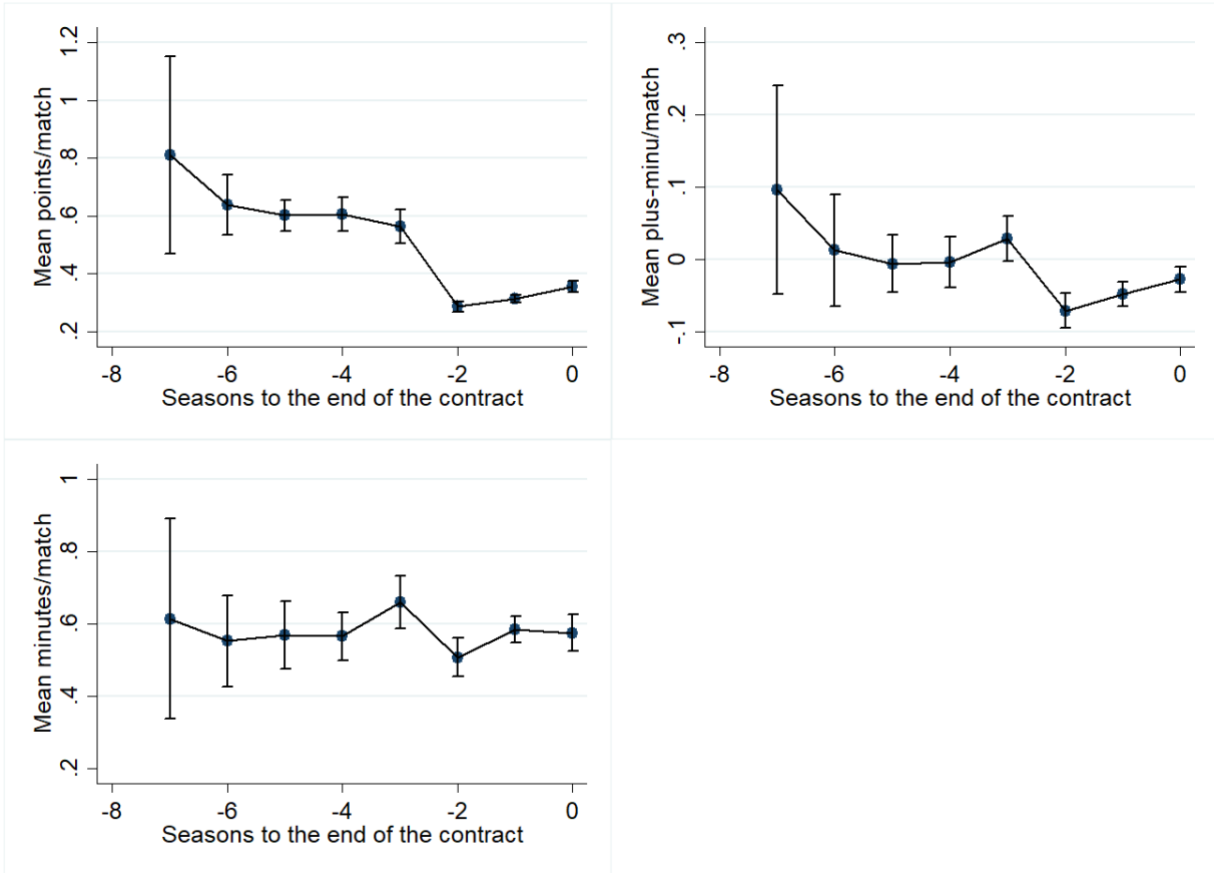 Mean points/match
1.2
1
.8
.6
.4
.2
-8 -6 -4 -2 0
Seasons to the end of the contract
Mean plus-minu/match
.3
.2
.1
0
-.1
-8 -6 -4 -2 0
Seasons to the end of the contract
Mean minutes/match
1
.8
.6
.4
.2
-8 -6 -4 -2 0
Seasons to the end of the contract